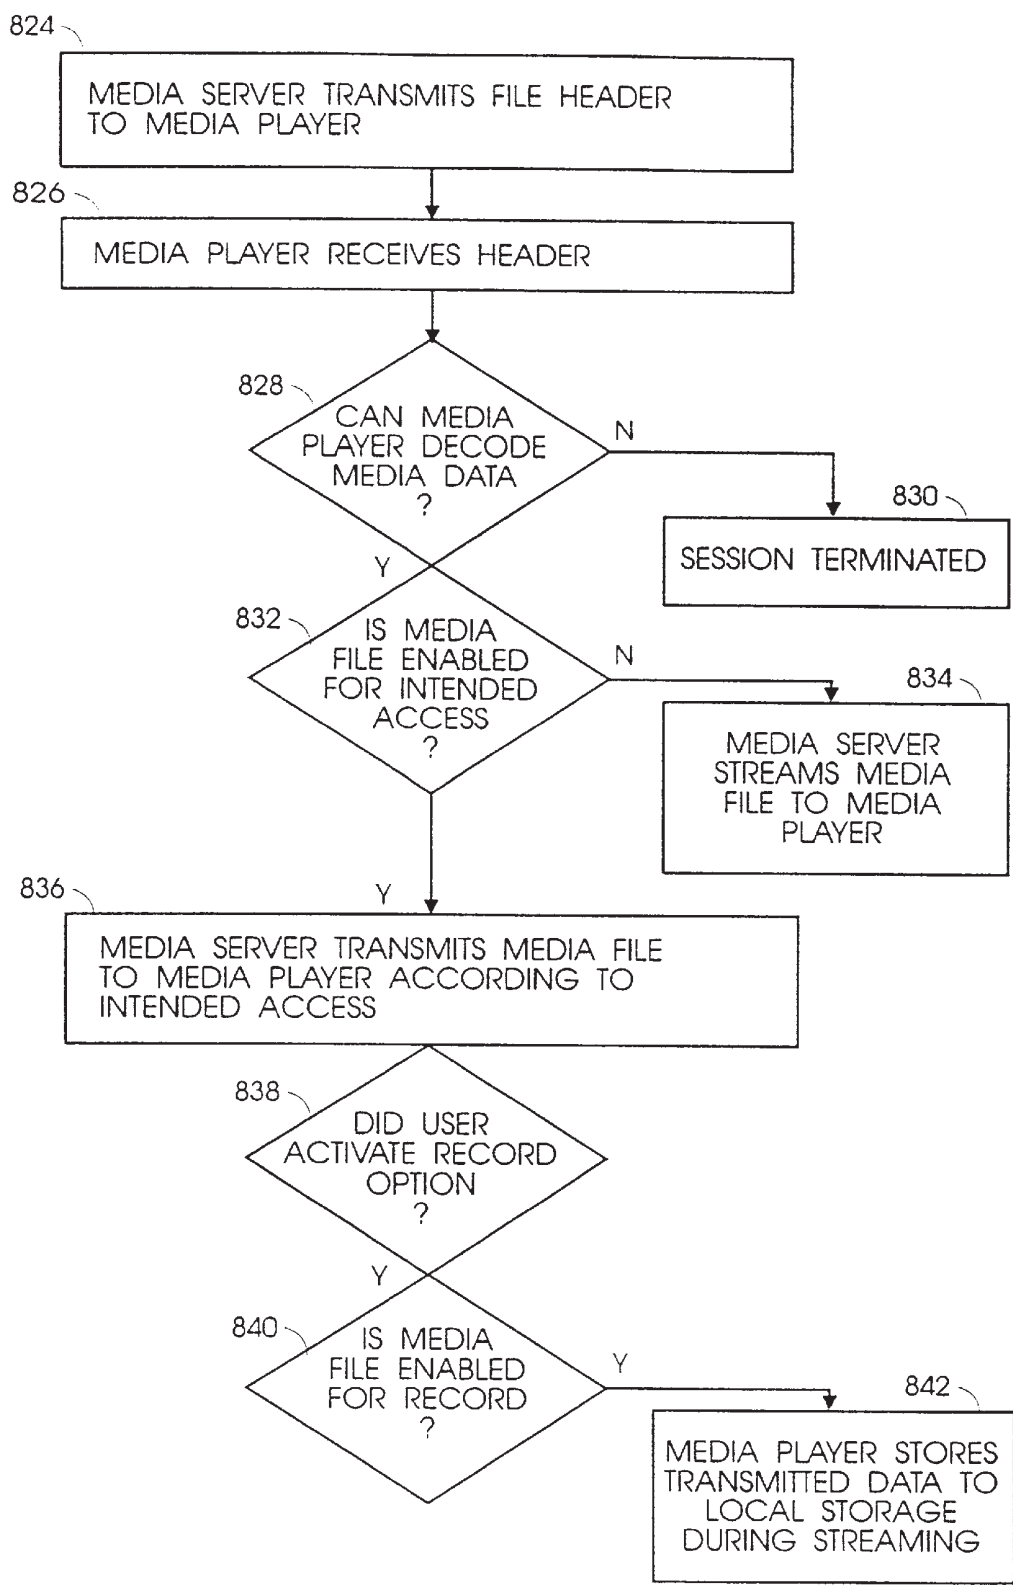 824
MEDIA SERVER TRANSMITS FILE HEADER
TO MEDIA PLAYER
826
MEDIA PLAYER RECEIVES HEADER
828
CAN MEDIA
PLAYER DECODE
MEDIA DATA
?
N
830
SESSION TERMINATED
Y
832
IS MEDIA
FILE ENABLED
FOR INTENDED
ACCESS
?
N
834
MEDIA SERVER
STREAMS MEDIA
FILE TO MEDIA
PLAYER
Y
836
MEDIA SERVER TRANSMITS MEDIA FILE
TO MEDIA PLAYER ACCORDING TO
INTENDED ACCESS
838
DID USER
ACTIVATE RECORD
OPTION
?
Y
840
IS MEDIA
FILE ENABLED
FOR RECORD
?
Y
842
MEDIA PLAYER STORES
TRANSMITTED DATA TO
LOCAL STORAGE
DURING STREAMING